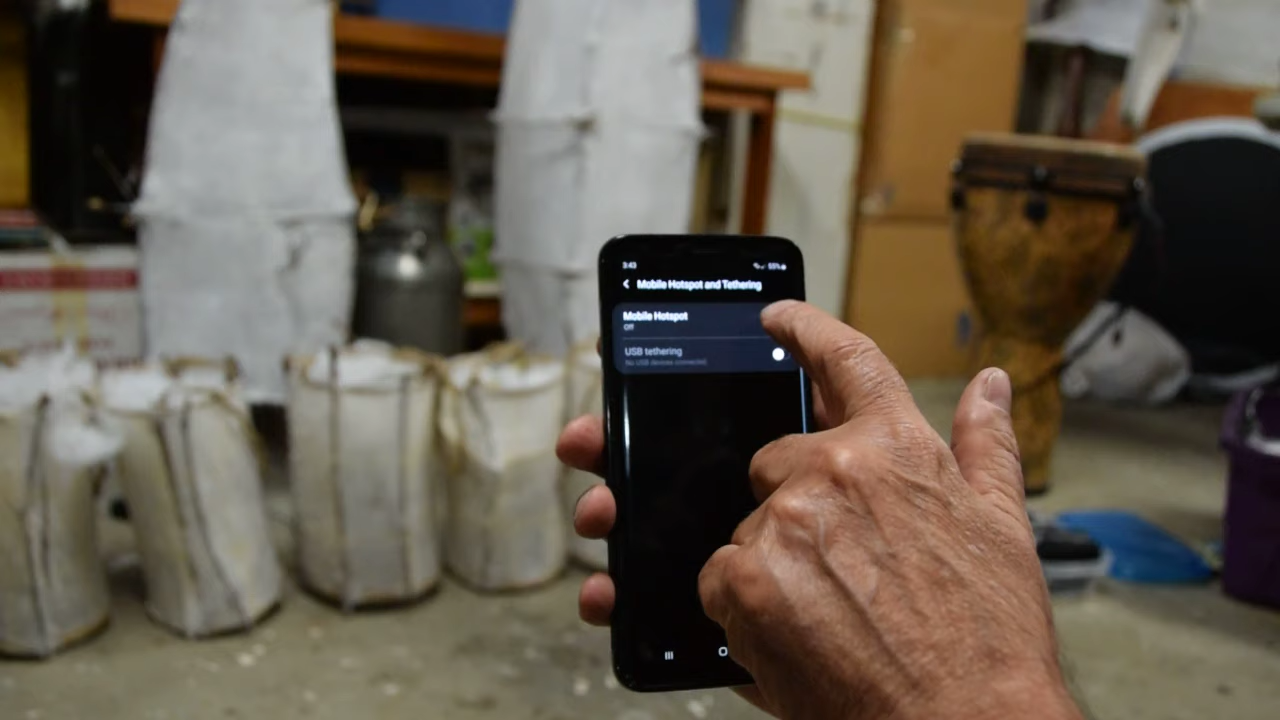 3:43
55%
Mobile Hotspot and Tethering
Mobile Hotspot
Off
USB tethering
No USB devices connected